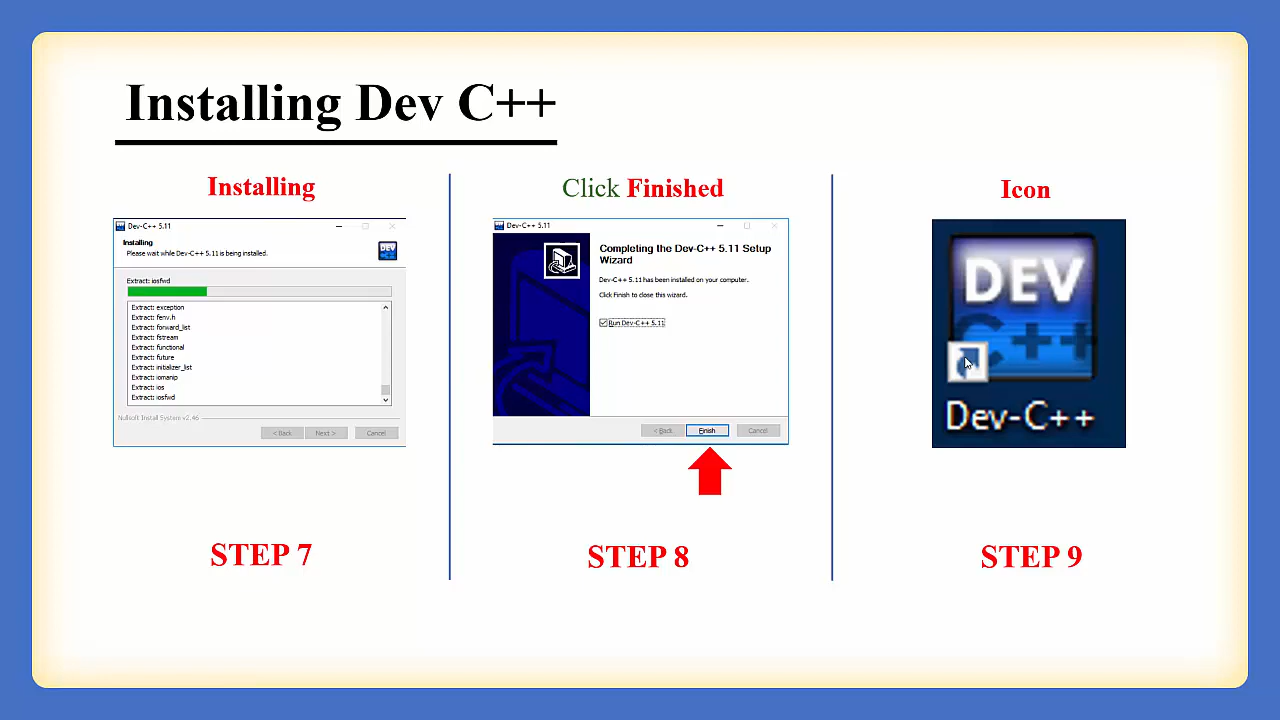 Installing Dev C++
Installing
Dev-C++ 5.11
Installing
Please wait while Dev-C++ 5.11 is being installed.
DEV
Extract: iosfwd
Extract: exception
Extract: fenv.h
Extract: forward_list
Extract: fstream
Extract: functional
Extract: future
Extract: initializer_list
Extract: iomanip
Extract: ios
Extract: iosfwd
Nullsoft Install System v2.46
< Back
Next >
Cancel
STEP 7
Click Finished
Dev-C++ 5.11
Completing the Dev-C++ 5.11 Setup
Wizard
Dev-C++ 5.11 has been installed on your computer.
Click Finish to close this wizard.
Run Dev-C++ 5.11
< Back
Finish
Cancel
STEP 8
Icon
DEV
C++
Dev-C++
STEP 9